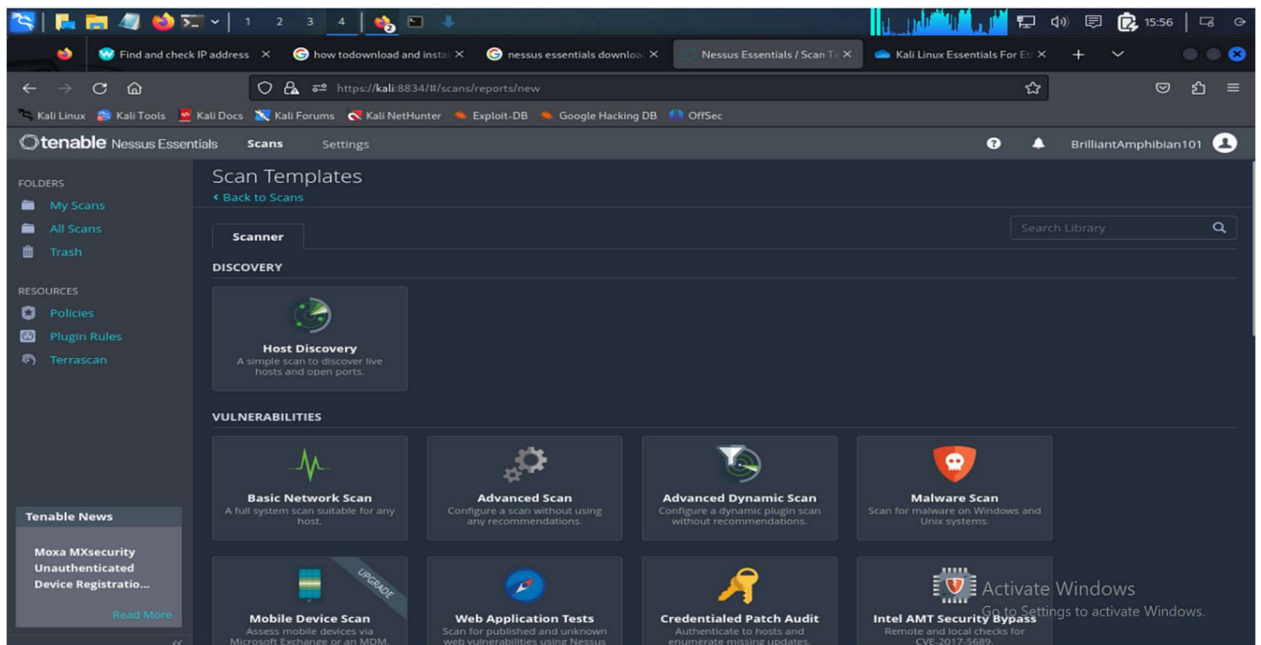 1 2 3 4 15:56
Find and check IP address
how todownload and instal
nessus essentials downloa
Nessus Essentials / Scan Te
Kali Linux Essentials For Et
https://kali:8834/#/scans/reports/new
Kali Linux Kali Tools Kali Docs Kali Forums Kali NetHunter Exploit-DB Google Hacking DB OffSec
tenable Nessus Essentials Scans Settings BrilliantAmphibian101
FOLDERS
My Scans
All Scans
Trash
RESOURCES
Policies
Plugin Rules
Terrascan
Tenable News
Moxa MXsecurity
Unauthenticated
Device Registratio...
Read More
Scan Templates
Back to Scans
Scanner
Search Library
DISCOVERY
Host Discovery
A simple scan to discover live
hosts and open ports.
VULNERABILITIES
Basic Network Scan
A full system scan suitable for any
host.
Advanced Scan
Configure a scan without using
any recommendations.
Advanced Dynamic Scan
Configure a dynamic plugin scan
without recommendations.
Malware Scan
Scan for malware on Windows and
Unix systems.
UPGRADE
Mobile Device Scan
Assess mobile devices via
Microsoft Exchange or an MDM.
Web Application Tests
Scan for published and unknown
web vulnerabilities using Nessus
Credentialed Patch Audit
Authenticate to hosts and
enumerate missing updates.
Intel AMT Security Bypass
Remote and local checks for
CVE-2017-5689.
Activate Windows
Go to Settings to activate Windows.